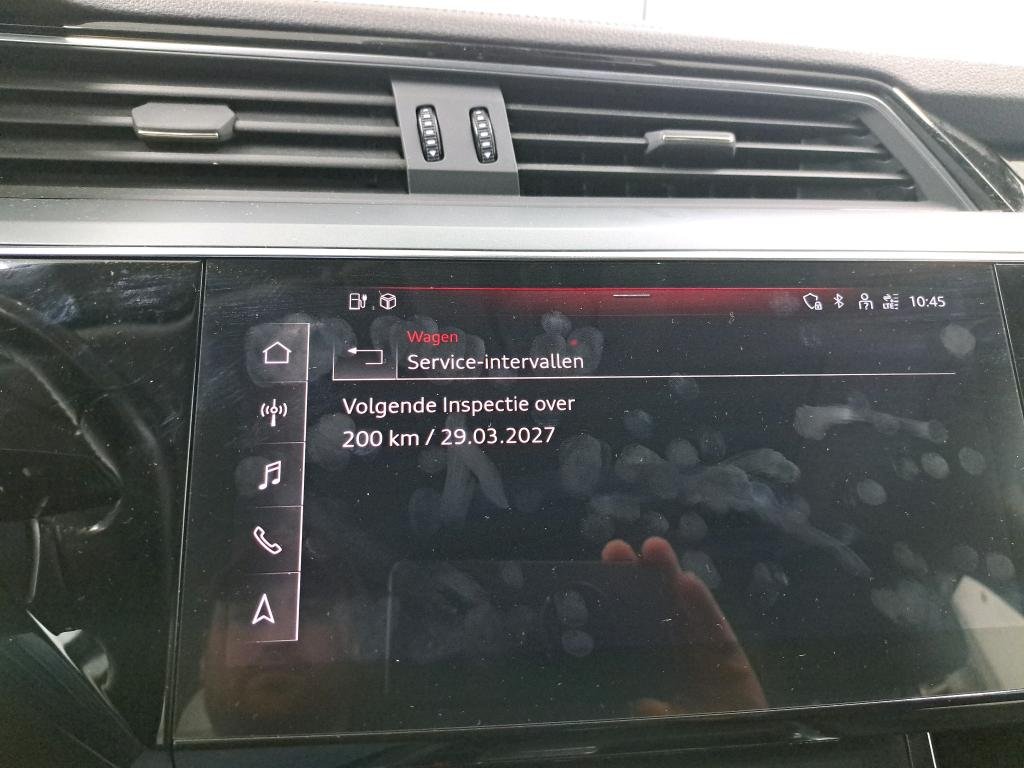 10:45
Wagen
Service-intervallen
Volgende Inspectie over
200 km / 29.03.2027